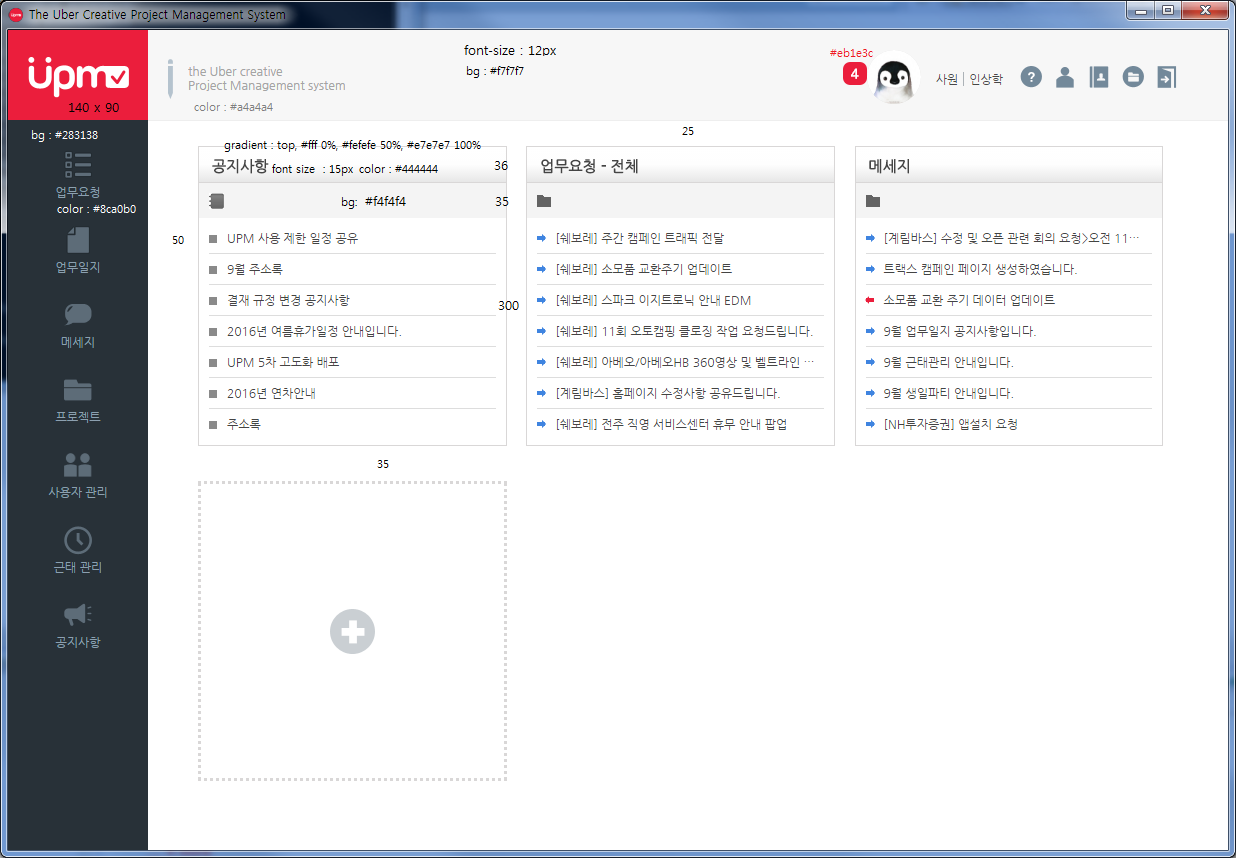 The Uber Creative Project Management System
upm
140 x 90
the Uber creative
Project Management system
color : #a4a4a4
font-size : 12px
bg : #f7f7f7
#eb1e3c
4
사원 | 인상학
?
bg : #283138
업무요청
color : #8ca0b0
업무일지
메세지
프로젝트
사용자 관리
근태 관리
공지사항
25
gradient : top, #fff 0%, #fefefe 50%, #e7e7e7 100%
공지사항 font size : 15px color : #444444
36
bg: #f4f4f4
35
50
UPM 사용 제한 일정 공유
9월 주소록
결재 규정 변경 공지사항
300
2016년 여름휴가일정 안내입니다.
UPM 5차 고도화 배포
2016년 연차안내
주소록
업무요청 - 전체
[쉐보레] 주간 캠페인 트래픽 전달
[쉐보레] 소모품 교환주기 업데이트
[쉐보레] 스파크 이지트로닉 안내 EDM
[쉐보레] 11회 오토캠핑 클로징 작업 요청드립니다.
[쉐보레] 아베오/아베오HB 360영상 및 벨트라인 …
[계림바스] 홈페이지 수정사항 공유드립니다.
[쉐보레] 전주 직영 서비스센터 휴무 안내 팝업
메세지
[계림바스] 수정 및 오픈 관련 회의 요청>오전 11…
트랙스 캠페인 페이지 생성하였습니다.
소모품 교환 주기 데이터 업데이트
9월 업무일지 공지사항입니다.
9월 근태관리 안내입니다.
9월 생일파티 안내입니다.
[NH투자증권] 앱설치 요청
35